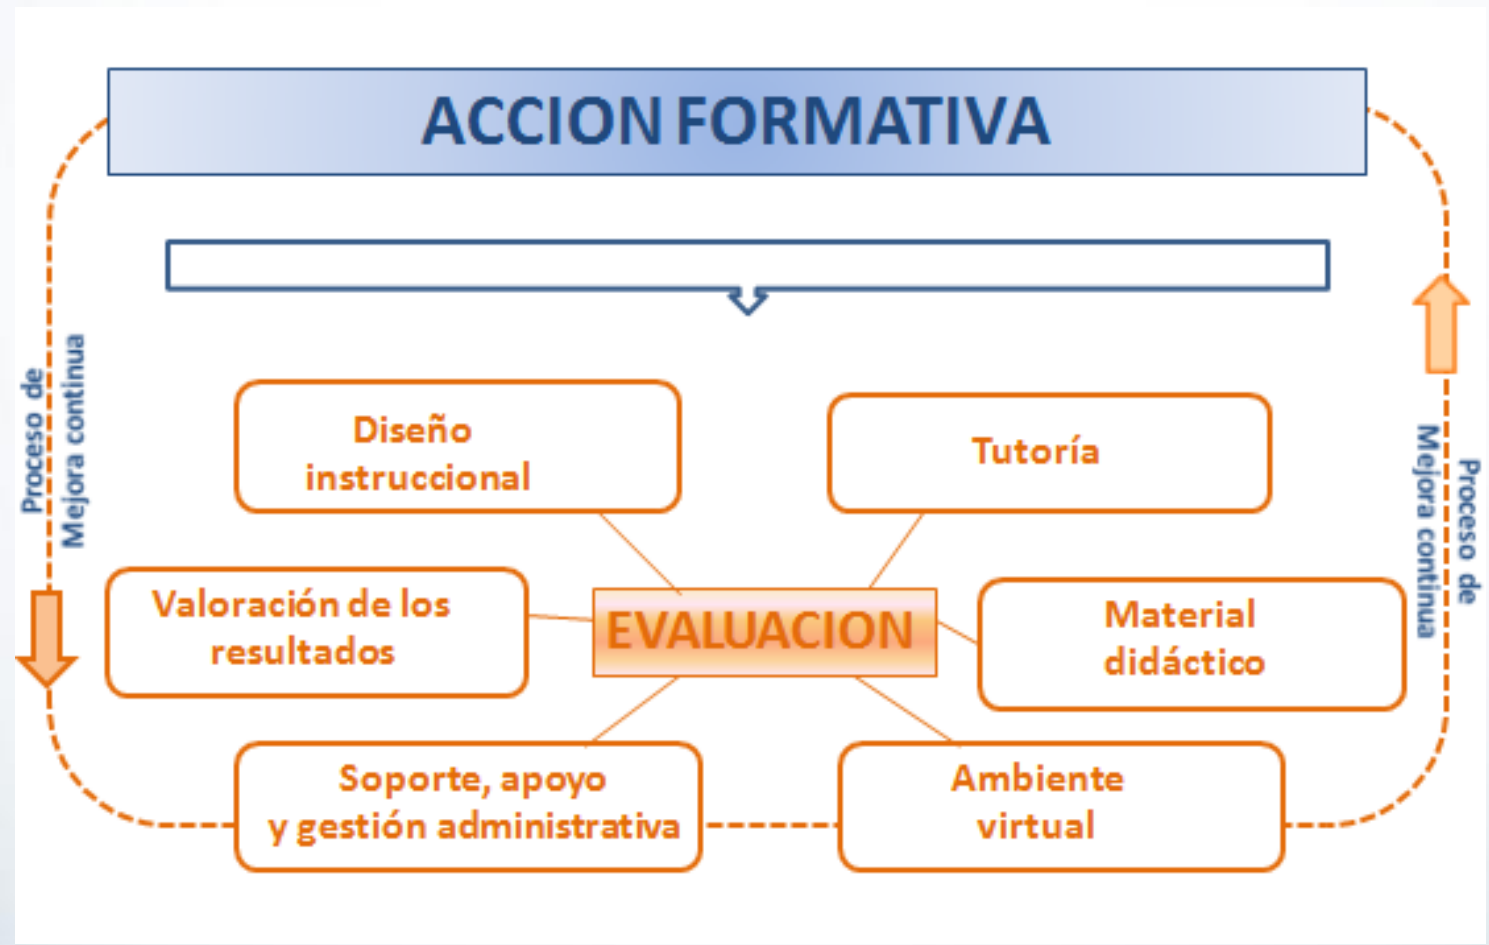 ACCION FORMATIVA
Proceso de
Mejora continua
Diseño
instruccional
Tutoría
Valoración de los
resultados
EVALUACION
Material
didáctico
Soporte, apoyo
y gestión administrativa
Ambiente
virtual
Proceso de
Mejora continua